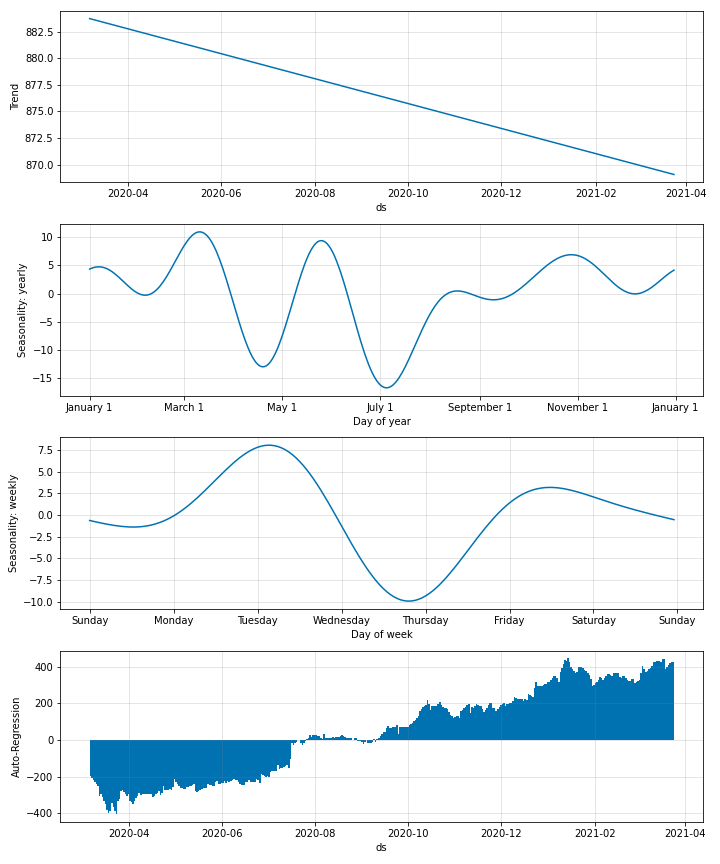 882.5
880.0
877.5
875.0
872.5
870.0
Trend
2020-04 2020-06 2020-08 2020-10 2020-12 2021-02 2021-04
ds
10
5
0
−5
−10
−15
Seasonality: yearly
January 1 March 1 May 1 July 1 September 1 November 1 January 1
Day of year
7.5
5.0
2.5
0.0
−2.5
−5.0
−7.5
−10.0
Seasonality: weekly
Sunday Monday Tuesday Wednesday Thursday Friday Saturday Sunday
Day of week
400
200
0
−200
−400
Auto-Regression
2020-04 2020-06 2020-08 2020-10 2020-12 2021-02 2021-04
ds